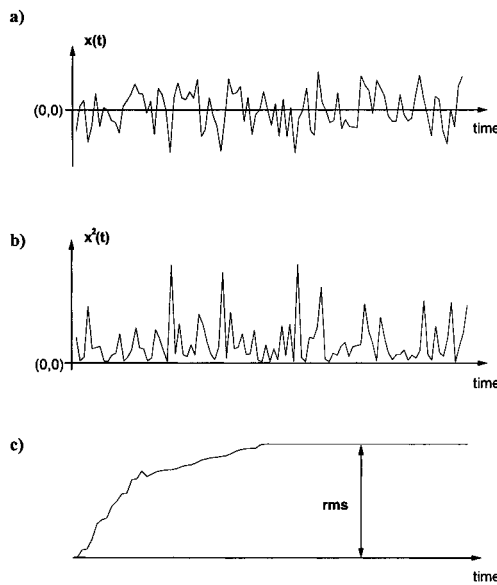 a)
x(t)
(0,0)
time
b)
x²(t)
(0,0)
time
c)
rms
time